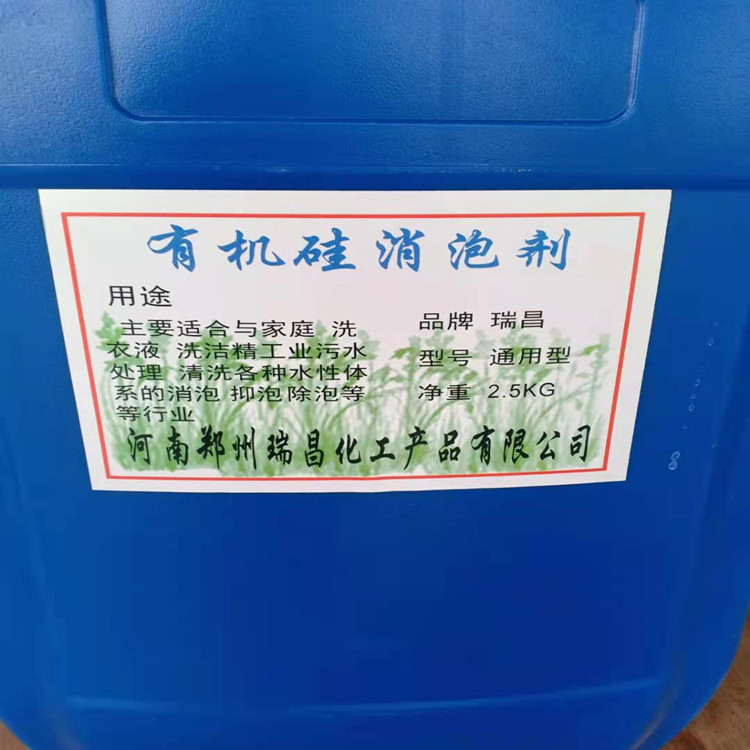 有机硅消泡剂
用途
主要适合与家庭 洗
衣液 洗洁精工业污水
处理 清洗各种水性体
系的消泡 抑泡除泡等
等行业
品牌 瑞昌
型号 通用型
净重 2.5KG
河南郑州瑞昌化工产品有限公司